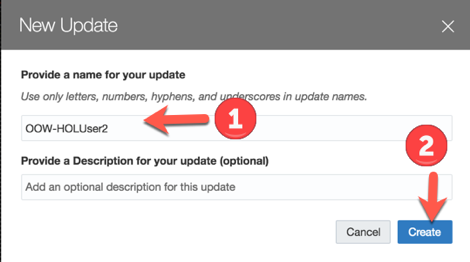 New Update
Provide a name for your update
Use only letters, numbers, hyphens, and underscores in update names.
OOW-HOLUser2
1
Provide a Description for your update (optional)
2
Add an optional description for this update
Cancel
Create